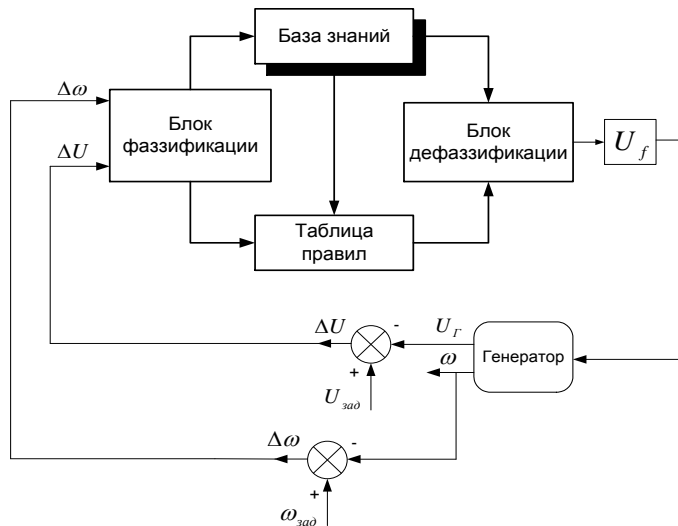 База знаний
Δω
Блок
фаззификации
ΔU
Блок
дефаззификации
U_f
Таблица
правил
ΔU
-
U_Г
ω
Генератор
+
U_зад
Δω
-
+
ω_зад